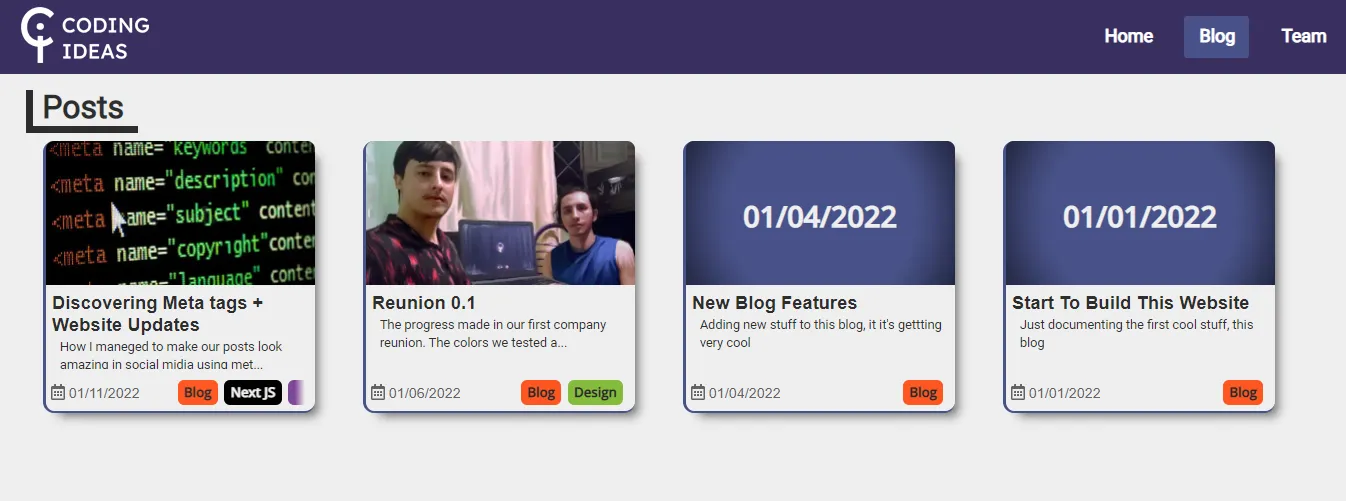 CODING
IDEAS
Home
Blog
Team
Posts
<meta name="keywords" conten
<meta name="description" con
<meta name="subject" content
<meta name="copyright"conten
<meta name="language" conte
Discovering Meta tags +
Website Updates
How I maneged to make our posts look
amazing in social midia using met...
01/11/2022
Blog
Next JS
Reunion 0.1
The progress made in our first company
reunion. The colors we tested a...
01/06/2022
Blog
Design
01/04/2022
New Blog Features
Adding new stuff to this blog, it it's gettting
very cool
01/04/2022
Blog
01/01/2022
Start To Build This Website
Just documenting the first cool stuff, this
blog
01/01/2022
Blog